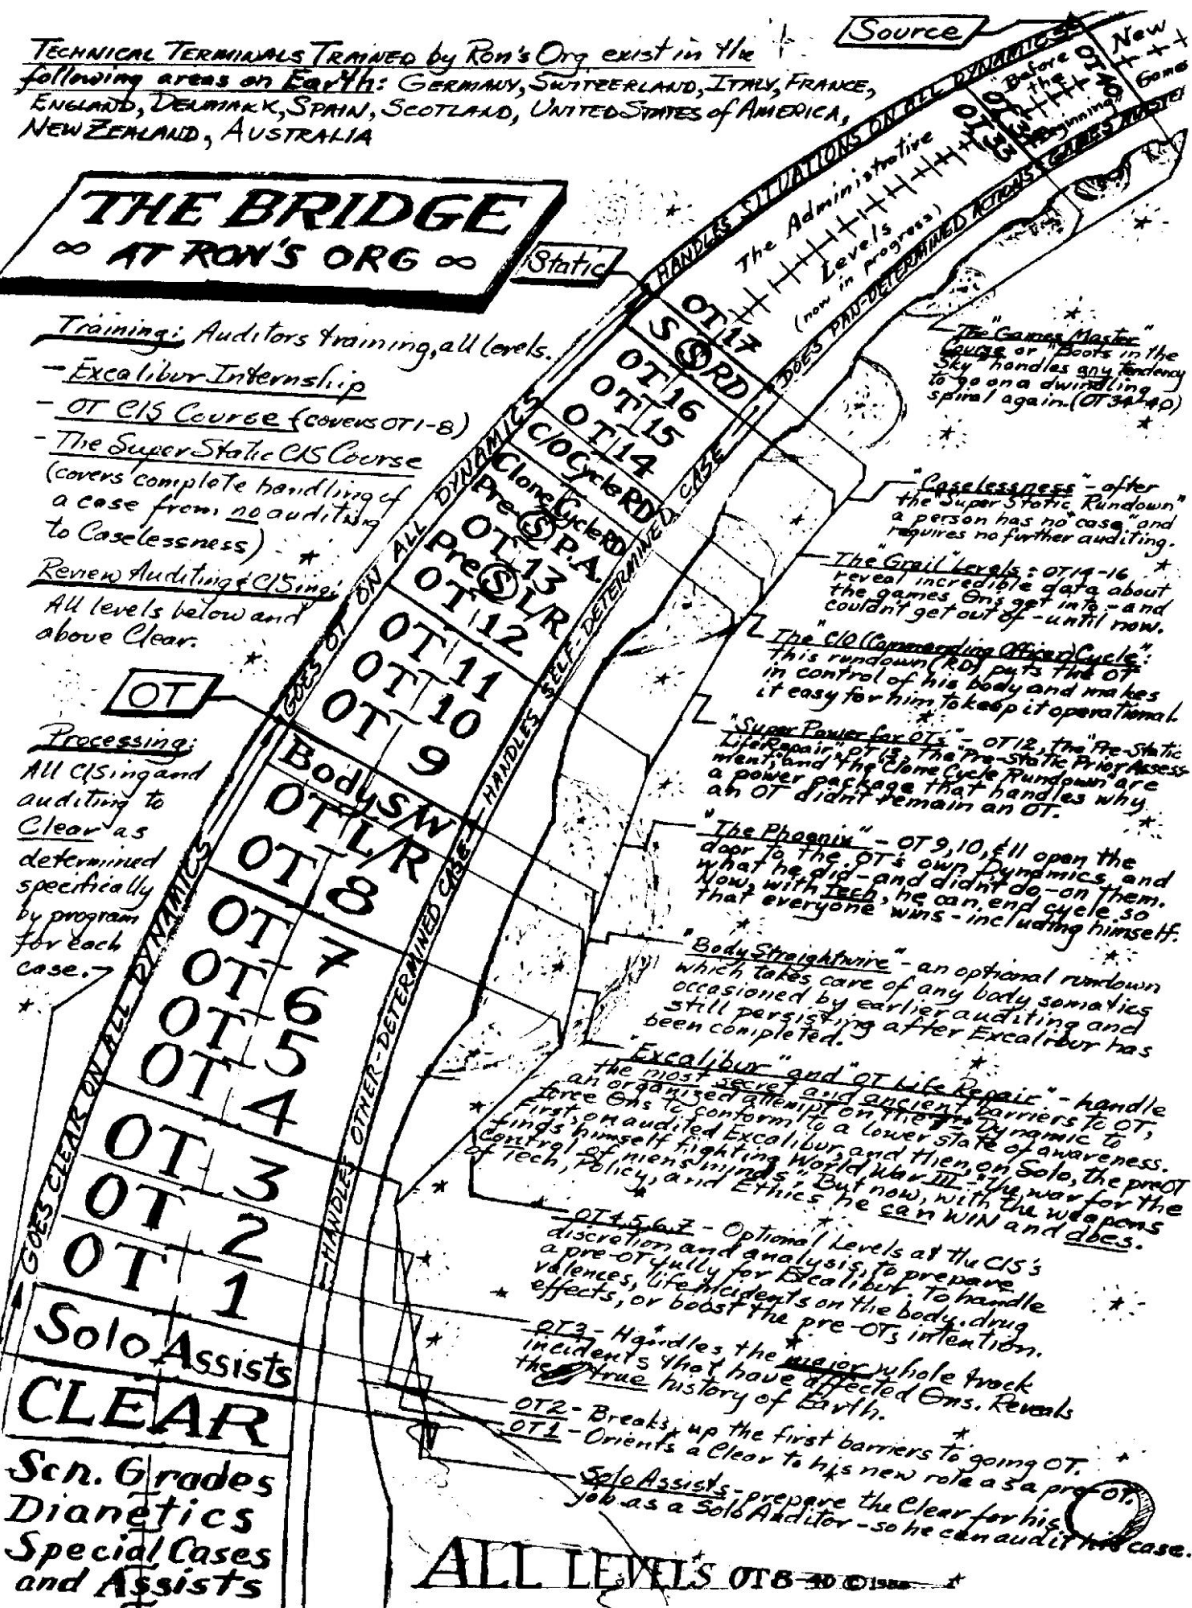 Source
TECHNICAL TERMINALS TRAINED by Ron's Org exist in the
following areas on Earth: GERMANY, SWITZERLAND, ITALY, FRANCE,
ENGLAND, DENMARK, SPAIN, SCOTLAND, UNITED STATES of AMERICA,
NEW ZEALAND, AUSTRALIA
THE BRIDGE
∞ AT RON'S ORG ∞
Static
Training: Auditors training, all levels.
- Excalibur Internship
- OT C/S Course (covers OT1-8)
- The Super Static C/S Course
(covers complete handling of
a case from no auditing
to Caselessness)
Review Auditing & C/Sing:
All levels below and
above Clear.
OT
Processing:
All C/Sing and
auditing to
Clear as
determined
specifically
by program
for each
case.
New
Games
OT 40
"Before
the
Beginning"
OT 34
OT 33
The Administrative
Levels
(now in progress)
OT 17
S S RD
OT 16
OT 15
OT 14
C/O Cycle RD
Clone Cycle RD
Pre S P.A.
OT 13
Pre S L/R
OT 12
OT 11
OT 10
OT 9
Body S/W
OT L/R
OT 8
OT 7
OT 6
OT 5
OT 4
OT 3
OT 2
OT 1
Solo Assists
CLEAR
Scn. Grades
Dianetics
Special Cases
and Assists
GOES CLEAR ON ALL DYNAMICS
GOES OT ON ALL DYNAMICS
HANDLES SITUATIONS ON ALL DYNAMICS
HANDLES OTHER-DETERMINED CASE
HANDLES SELF-DETERMINED CASE
DOES PAN-DETERMINED ACTIONS
GAMES MASTER
The "Games Master"
Course or "Boots in the
Sky" handles any tendency
to go on a dwindling
spiral again. (OT 34-40)
"Caselessness" - after
the "Super Static Rundown"
a person has no case, and
requires no further auditing.
The "Grail" Levels: OT14-16
reveal incredible data about
the games Θns get into - and
couldn't get out of - until now.
The "C/O (Commanding Officer) Cycle":
this rundown (RD) puts the OT
in control of his body and makes
it easy for him to keep it operational.
"Super Power for OTs" - OT12, the "Pre-Static
Life Repair", OT13, The "Pre-Static Prior Assess-
ment, and the Clone Cycle Rundown are
a power package that handles why
an OT didn't remain an OT.
"The Phoenix" - OT 9, 10, & 11 open the
door to the OT's own Dynamics, and
what he did - and didn't do - on them.
Now, with Tech, he can end cycle so
that everyone wins - including himself.
"Body Straightwire" - an optional rundown
which takes care of any body somatics
occasioned by earlier auditing and
still persisting after Excalibur has
been completed.
"Excalibur" and "OT Life Repair" - handle
the most secret and ancient barriers to OT,
an organized attempt on the Dynamic to
force Θns to conform to a lower state of awareness.
First, on audited Excalibur, and then, on Solo, the preOT
finds himself fighting World War III - "the war for the
control of men's minds". But now, with the weapons
of Tech, Policy, and Ethics he can WIN and does.
OT 4,5,6,7 - Optional Levels at the C/S's
discretion and analysis, to prepare
a pre-OT fully for Excalibur. To handle
valences, life incidents on the body, drug
effects, or boost the pre-OTs intention.
OT3 - Handles the major whole track
incidents that have affected Θns. Reveals
the true history of Earth.
OT2 - Breaks up the first barriers to going OT.
OT1 - Orients a Clear to his new role as a pre-OT.
Solo Assists - prepare the Clear for his
job as a Solo Auditor - so he can audit his case.
ALL LEVELS OT8-40 ©